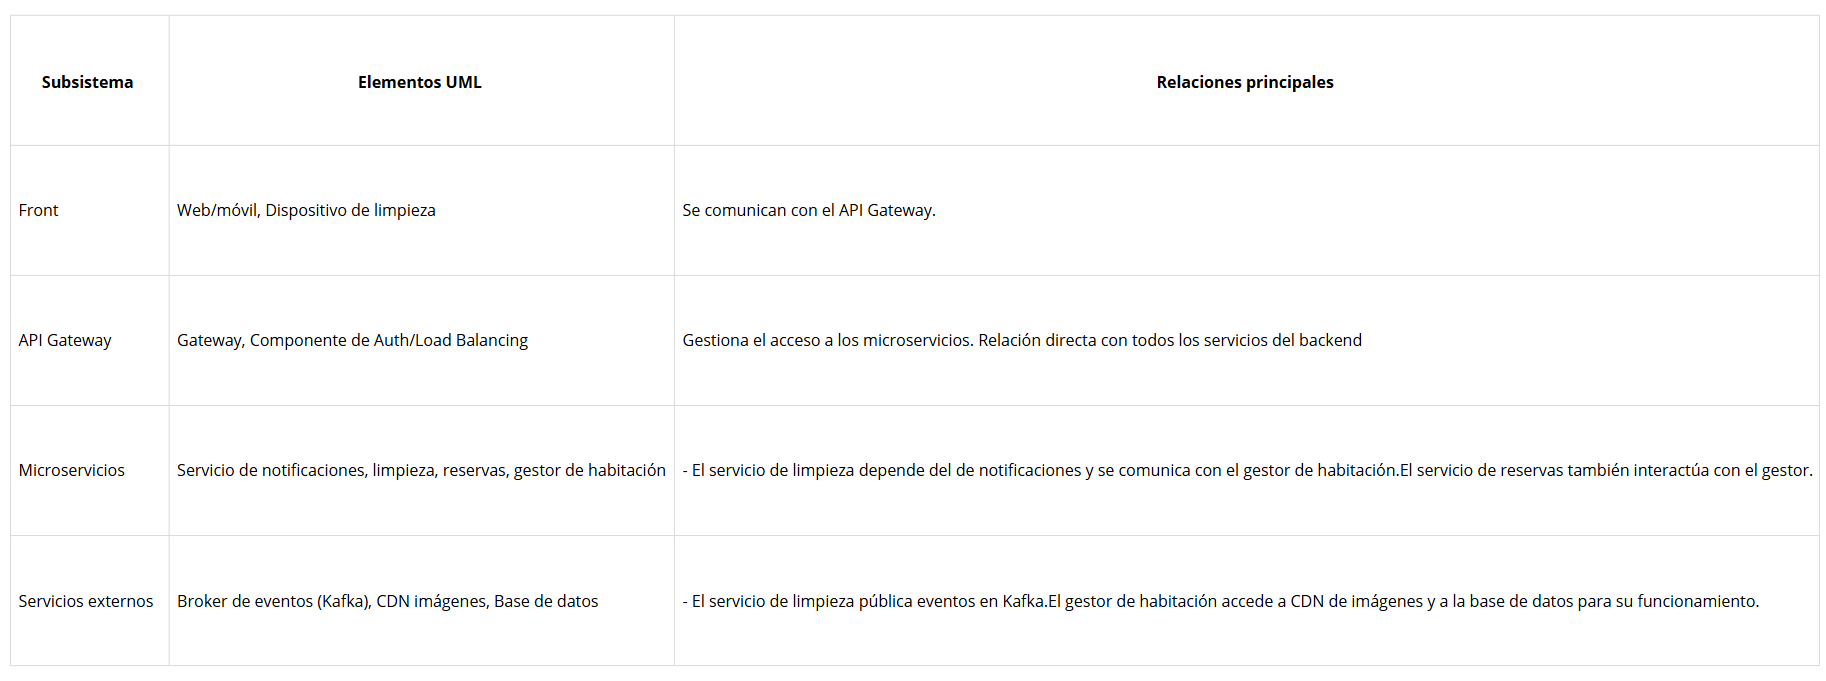 Subsistema Elementos UML Relaciones principales
Front Web/móvil, Dispositivo de limpieza Se comunican con el API Gateway.
API Gateway Gateway, Componente de Auth/Load Balancing Gestiona el acceso a los microservicios. Relación directa con todos los servicios del backend
Microservicios Servicio de notificaciones, limpieza, reservas, gestor de habitación - El servicio de limpieza depende del de notificaciones y se comunica con el gestor de habitación.El servicio de reservas también interactúa con el gestor.
Servicios externos Broker de eventos (Kafka), CDN imágenes, Base de datos - El servicio de limpieza pública eventos en Kafka.El gestor de habitación accede a CDN de imágenes y a la base de datos para su funcionamiento.